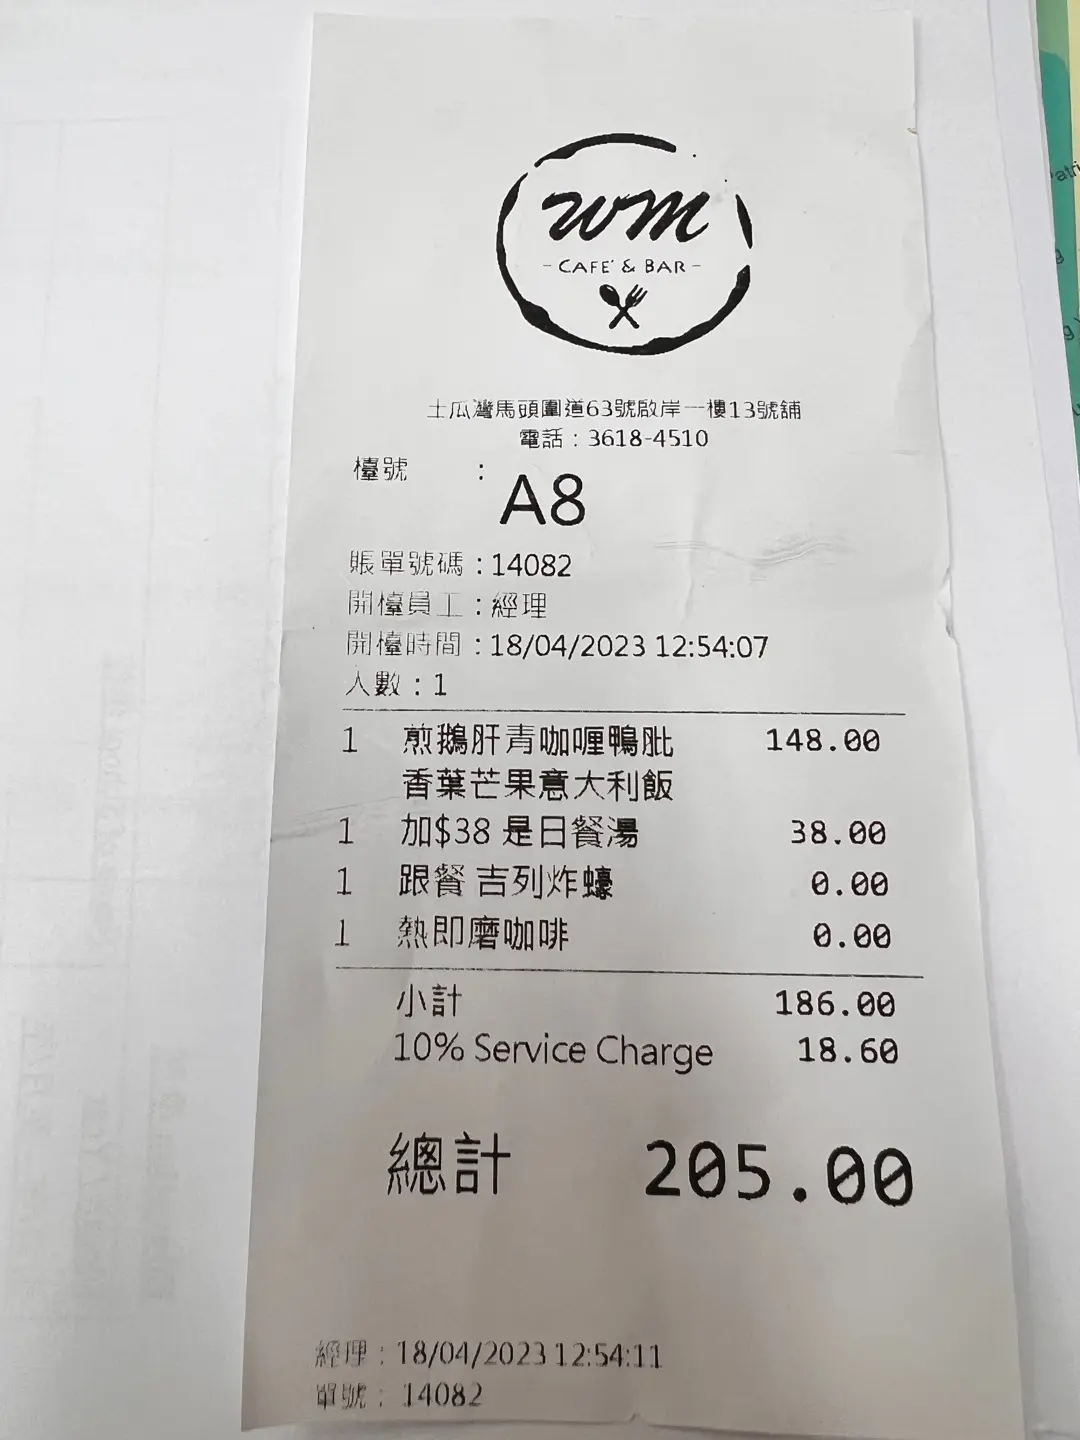 wm
- CAFE' & BAR -
土瓜灣馬頭圍道63號啟岸一樓13號舖
電話：3618-4510
檯號 :
A8
賬單號碼：14082
開檯員工：經理
開檯時間：18/04/2023 12:54:07
人數：1
1 煎鵝肝青咖喱鴨肶 148.00
香葉芒果意大利飯
1 加$38 是日餐湯 38.00
1 跟餐 吉列炸蠔 0.00
1 熱即磨咖啡 0.00
小計 186.00
10% Service Charge 18.60
總計 205.00
經理：18/04/2023 12:54:11
單號：14082